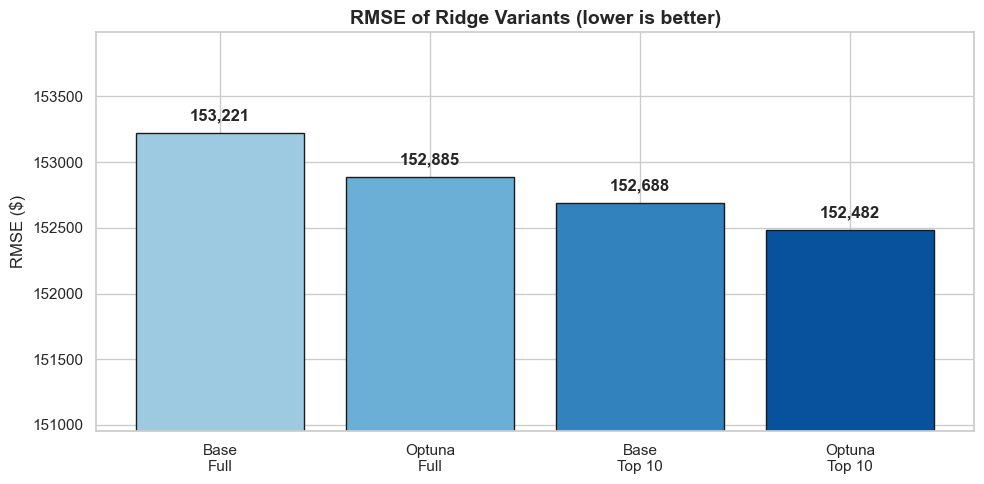 RMSE of Ridge Variants (lower is better)
RMSE ($)
153500
153000
152500
152000
151500
151000
153,221
152,885
152,688
152,482
Base
Full
Optuna
Full
Base
Top 10
Optuna
Top 10